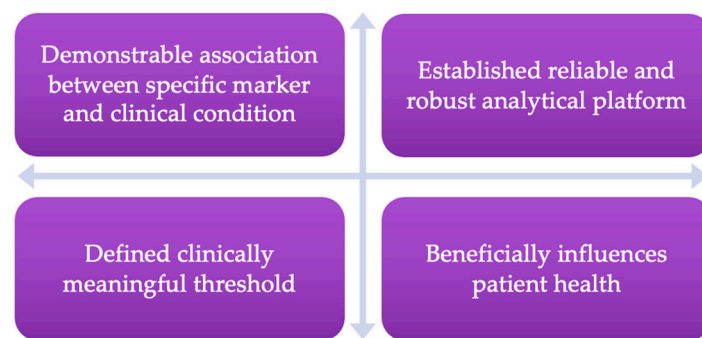 Demonstrable association
between specific marker
and clinical condition
Established reliable and
robust analytical platform
Defined clinically
meaningful threshold
Beneficially influences
patient health